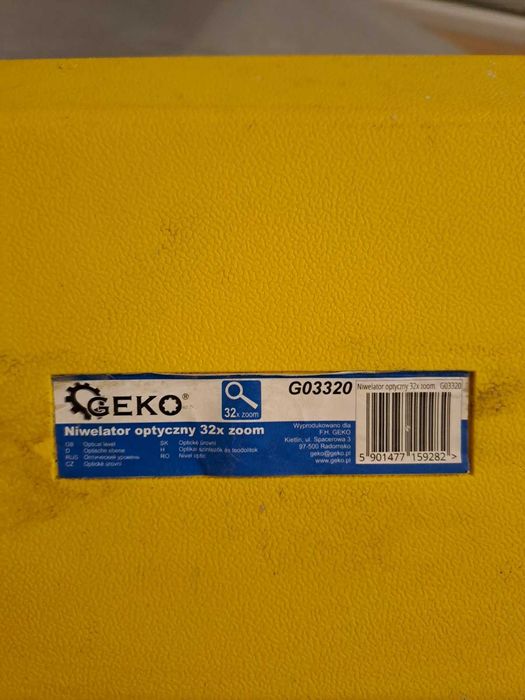 GEKO®
32x zoom
G03320
Niwelator optyczny 32x zoom
GB Optical level
D Optische ebene
RUS Оптический уровень
CZ Optické úrovni
SK Optické úrovni
H Optikai szintezők és teodolitok
RO Nivel optic
Wyprodukowano dla
F.H. GEKO
Kietlin, ul. Spacerowa 3
97-500 Radomsko
geko@geko.pl
www.geko.pl
Niwelator optyczny 32x zoom G03320
5 901477 159282 >